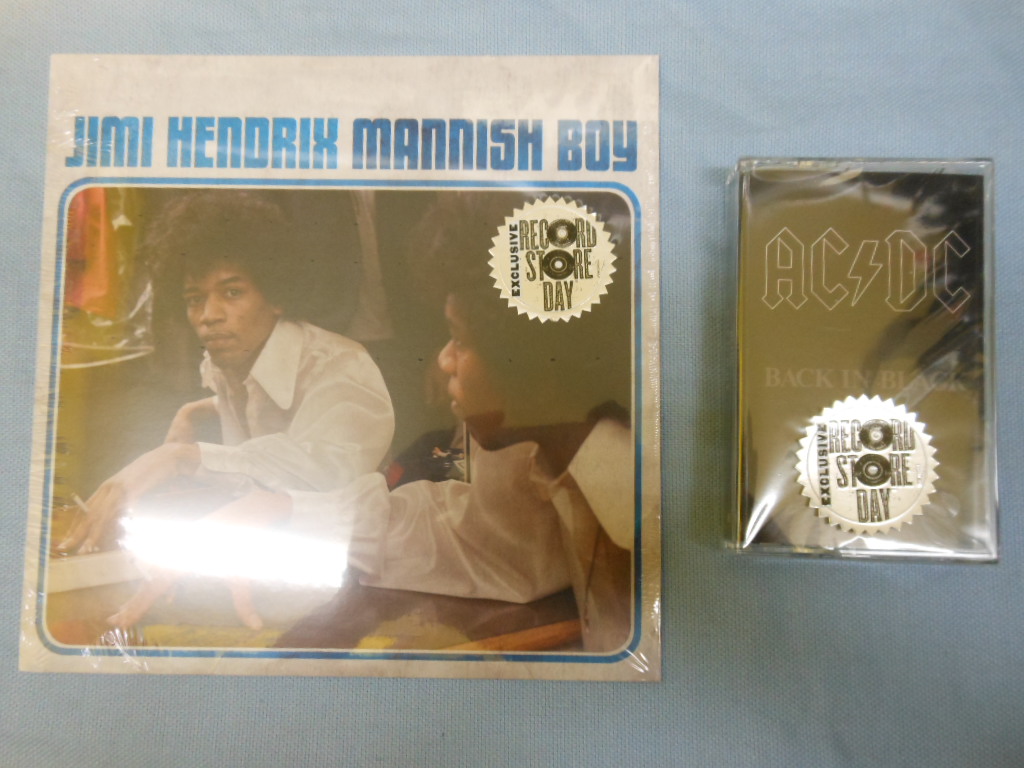 JIMI HENDRIX MANNISH BOY
EXCLUSIVE
RECORD
STORE
DAY
AC DC
BACK IN BLACK
EXCLUSIVE
RECORD
STORE
DAY